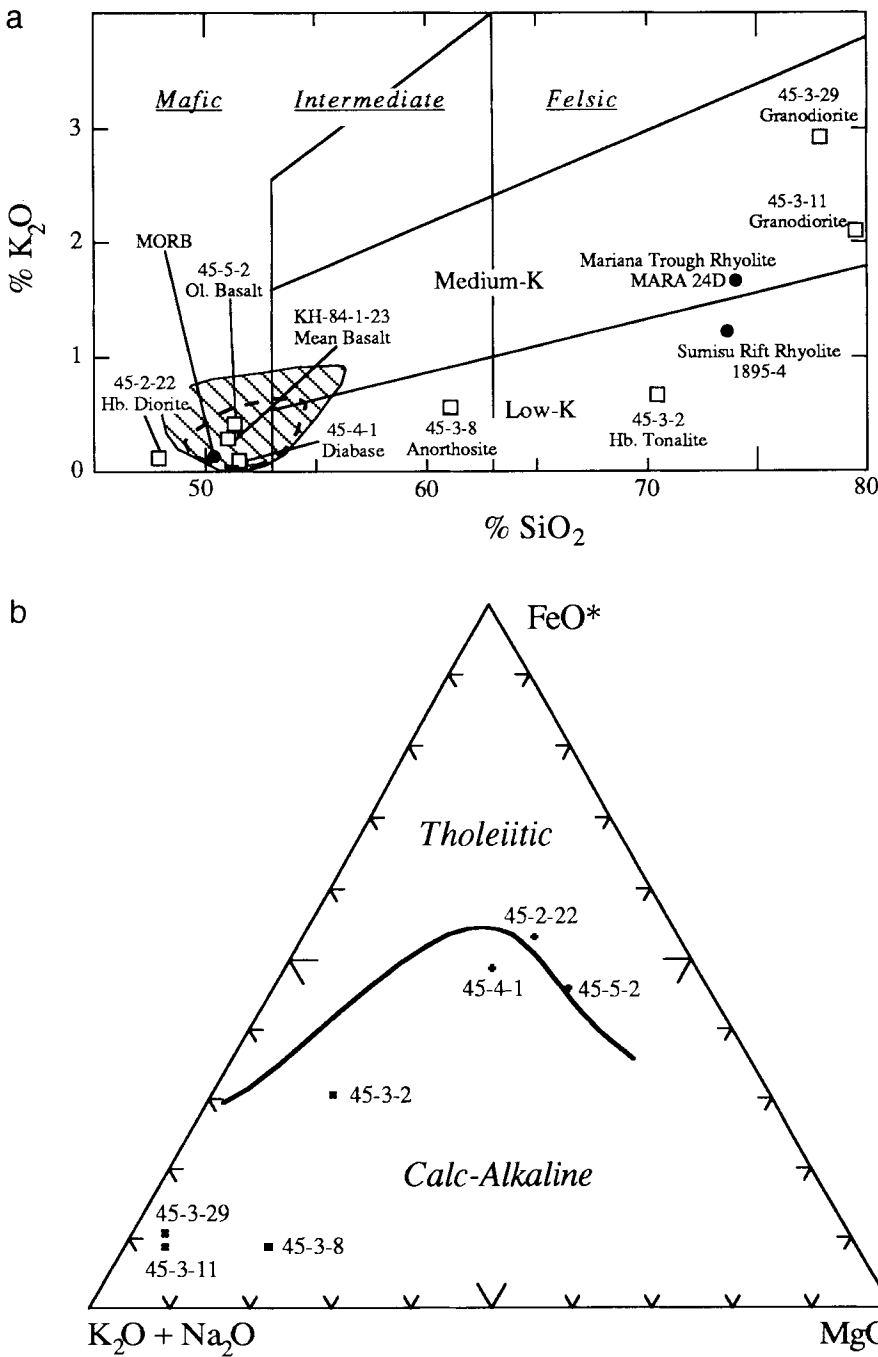 a
Mafic
Intermediate
Felsic
45-3-29
Granodiorite
3
% K2O
MORB
45-5-2
Ol. Basalt
45-3-11
Granodiorite
2
Mariana Trough Rhyolite
MARA 24D
Medium-K
KH-84-1-23
Mean Basalt
1
Sumisu Rift Rhyolite
1895-4
45-2-22
Hb. Diorite
45-4-1
Diabase
45-3-8
Anorthosite
Low-K
45-3-2
Hb. Tonalite
0
50
60
70
80
% SiO2
b
FeO*
Tholeiitic
45-2-22
45-4-1
45-5-2
45-3-2
Calc-Alkaline
45-3-29
45-3-11
45-3-8
K2O + Na2O
MgO